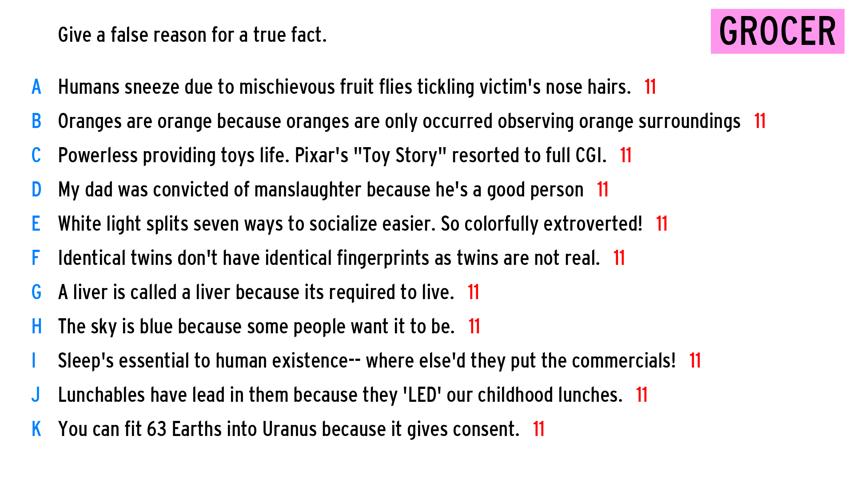 Give a false reason for a true fact.
GROCER
A Humans sneeze due to mischievous fruit flies tickling victim's nose hairs. 11
B Oranges are orange because oranges are only occurred observing orange surroundings 11
C Powerless providing toys life. Pixar's "Toy Story" resorted to full CGI. 11
D My dad was convicted of manslaughter because he's a good person 11
E White light splits seven ways to socialize easier. So colorfully extroverted! 11
F Identical twins don't have identical fingerprints as twins are not real. 11
G A liver is called a liver because its required to live. 11
H The sky is blue because some people want it to be. 11
I Sleep's essential to human existence-- where else'd they put the commercials! 11
J Lunchables have lead in them because they 'LED' our childhood lunches. 11
K You can fit 63 Earths into Uranus because it gives consent. 11